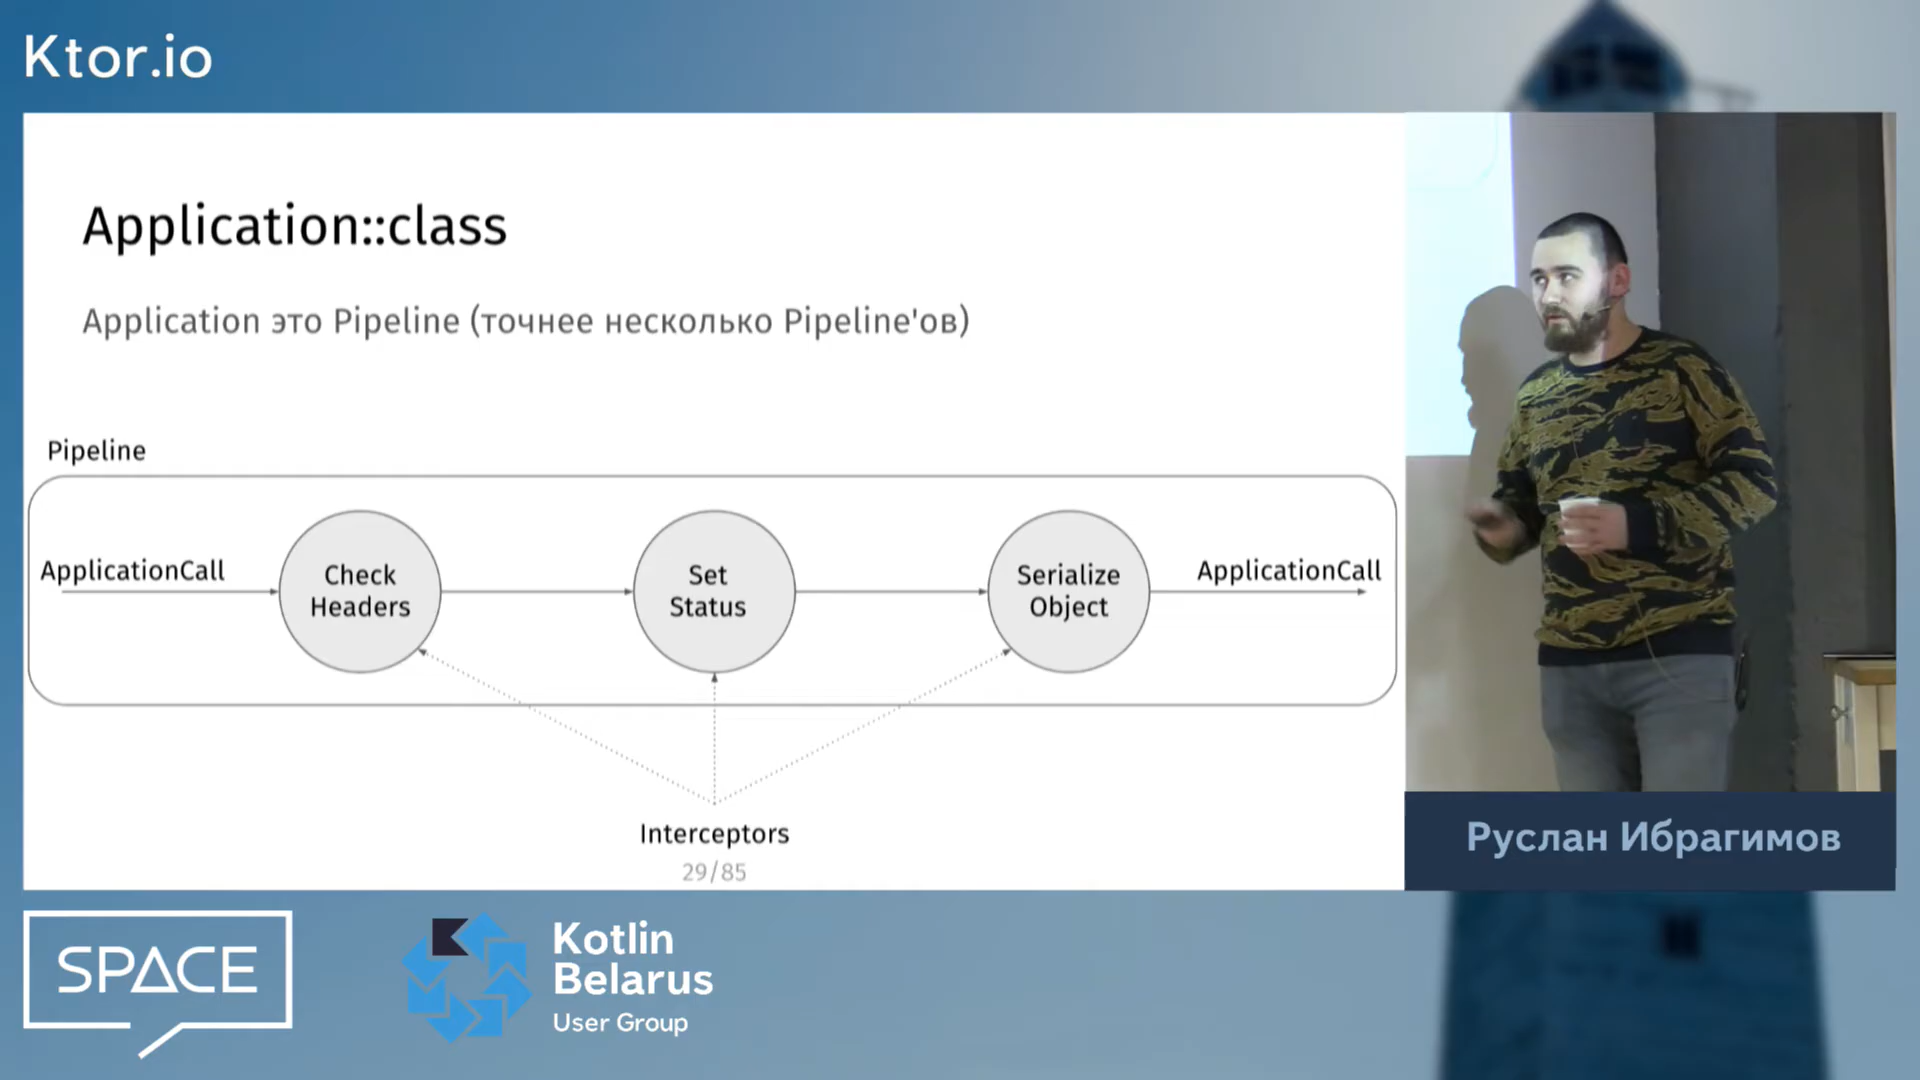 Ktor.io
Application::class
Application это Pipeline (точнее несколько Pipeline'ов)
Pipeline
ApplicationCall
Check
Headers
Set
Status
Serialize
Object
ApplicationCall
Interceptors
29/85
Руслан Ибрагимов
SPACE
Kotlin
Belarus
User Group